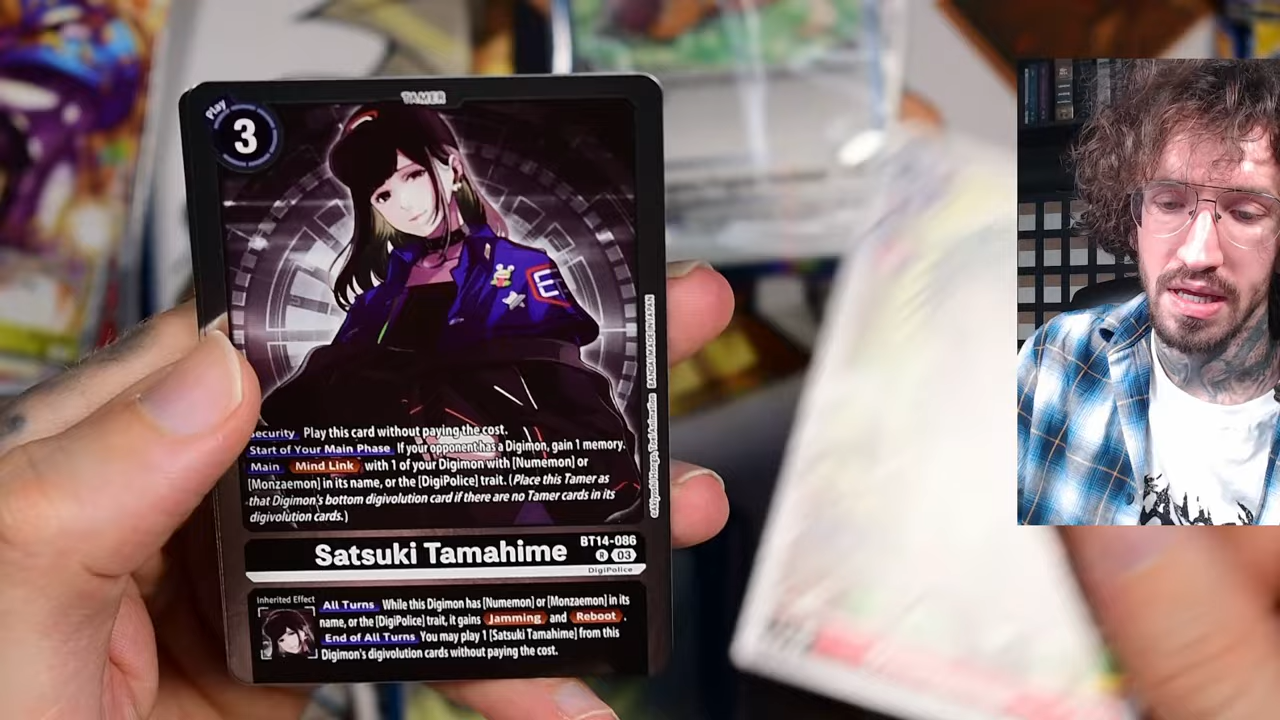 TAMER
Play
3
Security Play this card without paying the cost.
Start of Your Main Phase If your opponent has a Digimon, gain 1 memory.
Main Mind Link with 1 of your Digimon with [Numemon] or
[Monzaemon] in its name, or the [DigiPolice] trait. (Place this Tamer as
that Digimon's bottom digivolution card if there are no Tamer cards in its
digivolution cards.)
©Akiyoshi Hongo, Toei Animation BANDAI MADE IN JAPAN
Satsuki Tamahime
BT14-086
R 03
DigiPolice
Inherited Effect
All Turns While this Digimon has [Numemon] or [Monzaemon] in its
name, or the [DigiPolice] trait, it gains Jamming and Reboot.
End of All Turns You may play 1 [Satsuki Tamahime] from this
Digimon's digivolution cards without paying the cost.